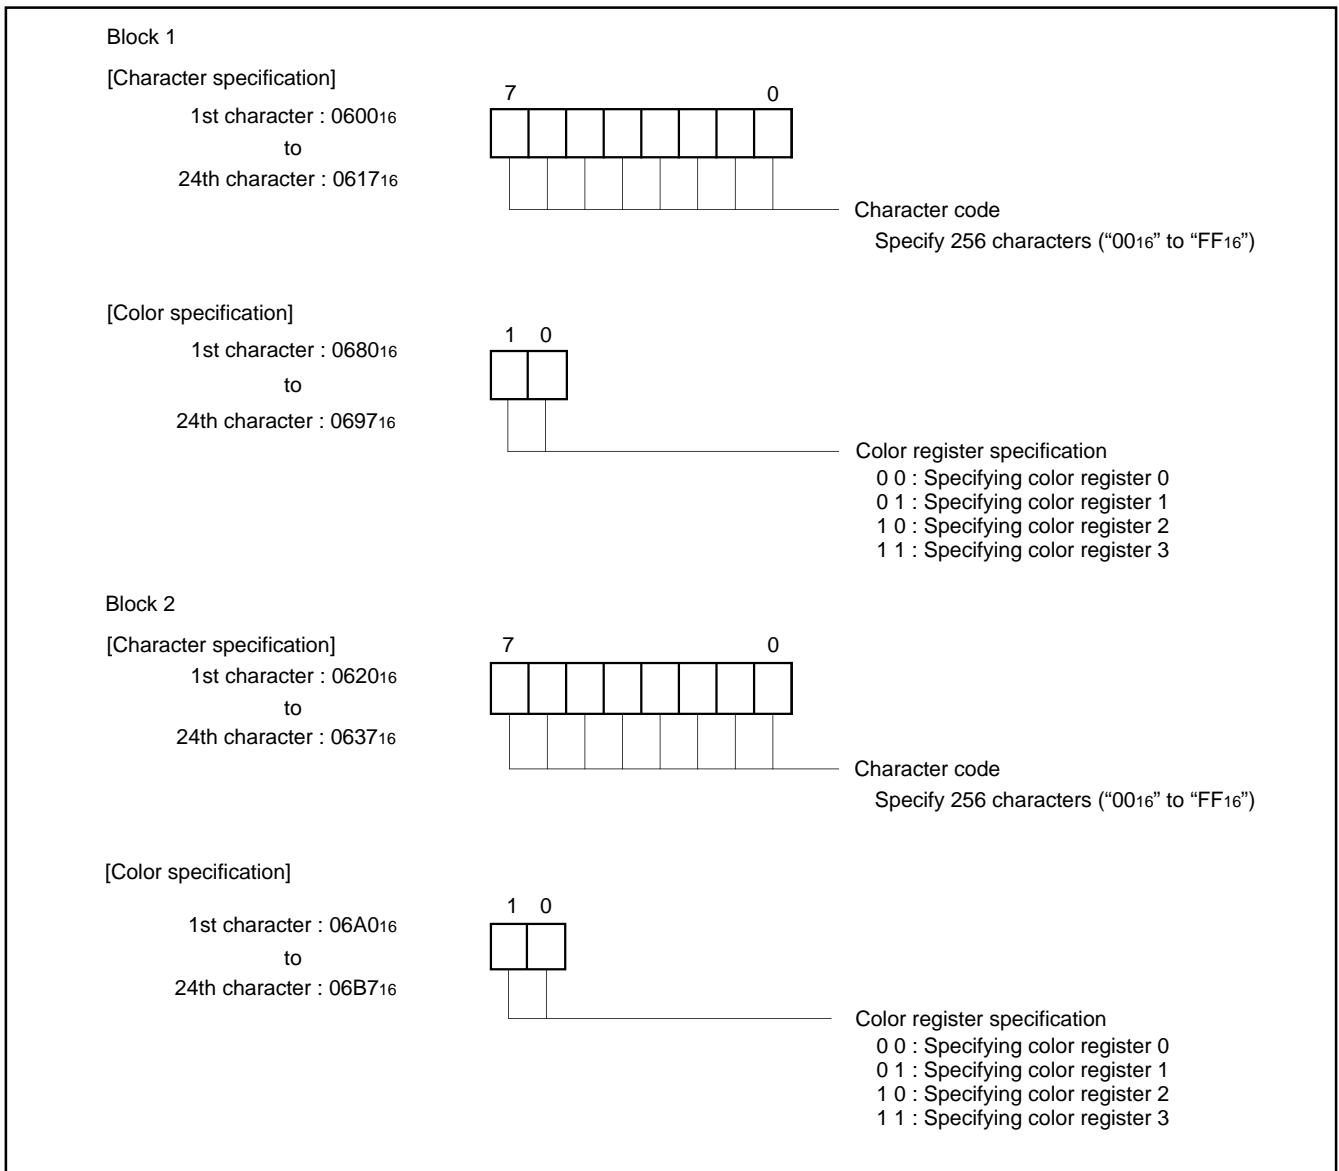 Block 1
[Character specification]
7 0
1st character : 0600₁₆
to
24th character : 0617₁₆
Character code
Specify 256 characters (“00₁₆” to “FF₁₆”)
[Color specification]
1 0
1st character : 0680₁₆
to
24th character : 0697₁₆
Color register specification
0 0 : Specifying color register 0
0 1 : Specifying color register 1
1 0 : Specifying color register 2
1 1 : Specifying color register 3
Block 2
[Character specification]
7 0
1st character : 0620₁₆
to
24th character : 0637₁₆
Character code
Specify 256 characters (“00₁₆” to “FF₁₆”)
[Color specification]
1 0
1st character : 06A0₁₆
to
24th character : 06B7₁₆
Color register specification
0 0 : Specifying color register 0
0 1 : Specifying color register 1
1 0 : Specifying color register 2
1 1 : Specifying color register 3